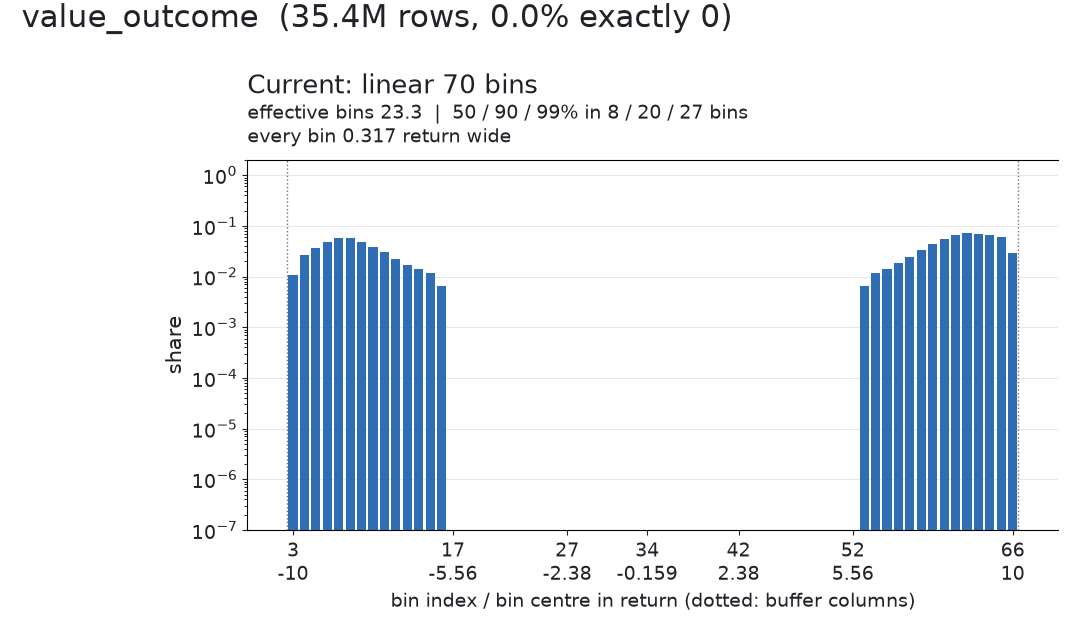 value_outcome (35.4M rows, 0.0% exactly 0)
Current: linear 70 bins
effective bins 23.3 | 50 / 90 / 99% in 8 / 20 / 27 bins
every bin 0.317 return wide
share
10⁰
10⁻¹
10⁻²
10⁻³
10⁻⁴
10⁻⁵
10⁻⁶
10⁻⁷
3 17 27 34 42 52 66
-10 -5.56 -2.38 -0.159 2.38 5.56 10
bin index / bin centre in return (dotted: buffer columns)